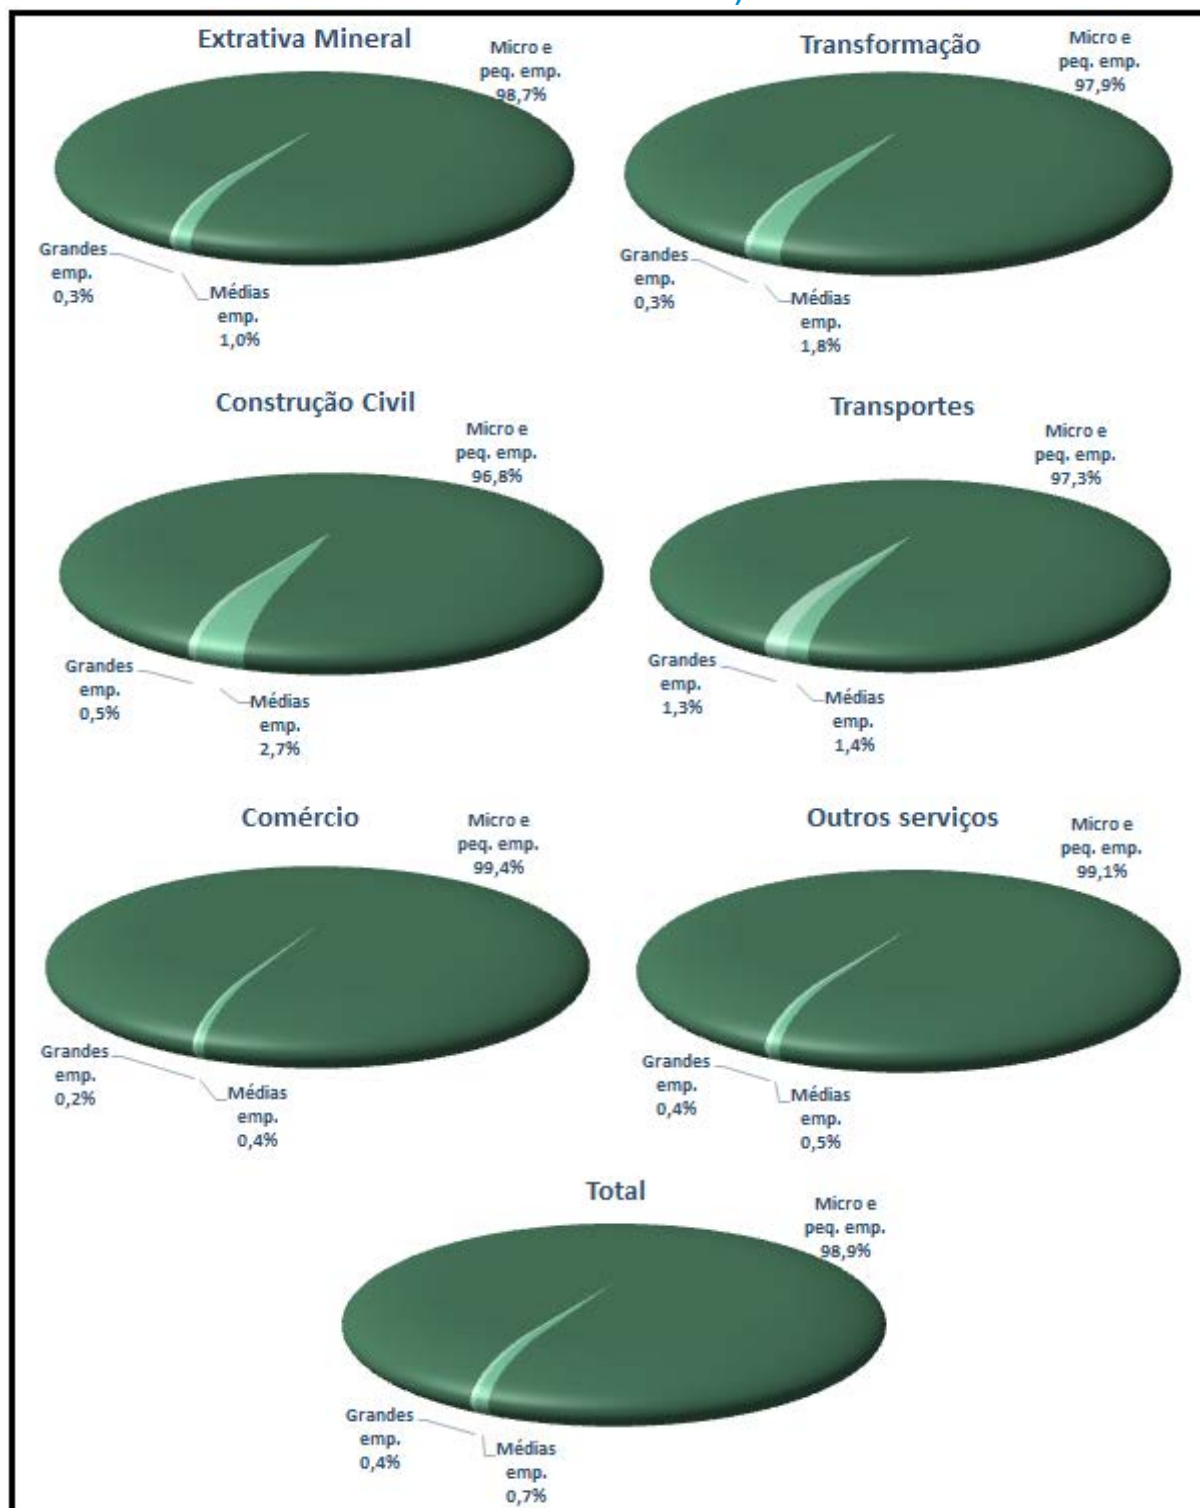 Extrativa Mineral
Micro e
peq. emp.
98,7%
Grandes
emp.
0,3%
Médias
emp.
1,0%
Transformação
Micro e
peq. emp.
97,9%
Grandes
emp.
0,3%
Médias
emp.
1,8%
Construção Civil
Micro e
peq. emp.
96,8%
Grandes
emp.
0,5%
Médias
emp.
2,7%
Transportes
Micro e
peq. emp.
97,3%
Grandes
emp.
1,3%
Médias
emp.
1,4%
Comércio
Micro e
peq. emp.
99,4%
Grandes
emp.
0,2%
Médias
emp.
0,4%
Outros serviços
Micro e
peq. emp.
99,1%
Grandes
emp.
0,4%
Médias
emp.
0,5%
Total
Micro e
peq. emp.
98,9%
Grandes
emp.
0,4%
Médias
emp.
0,7%